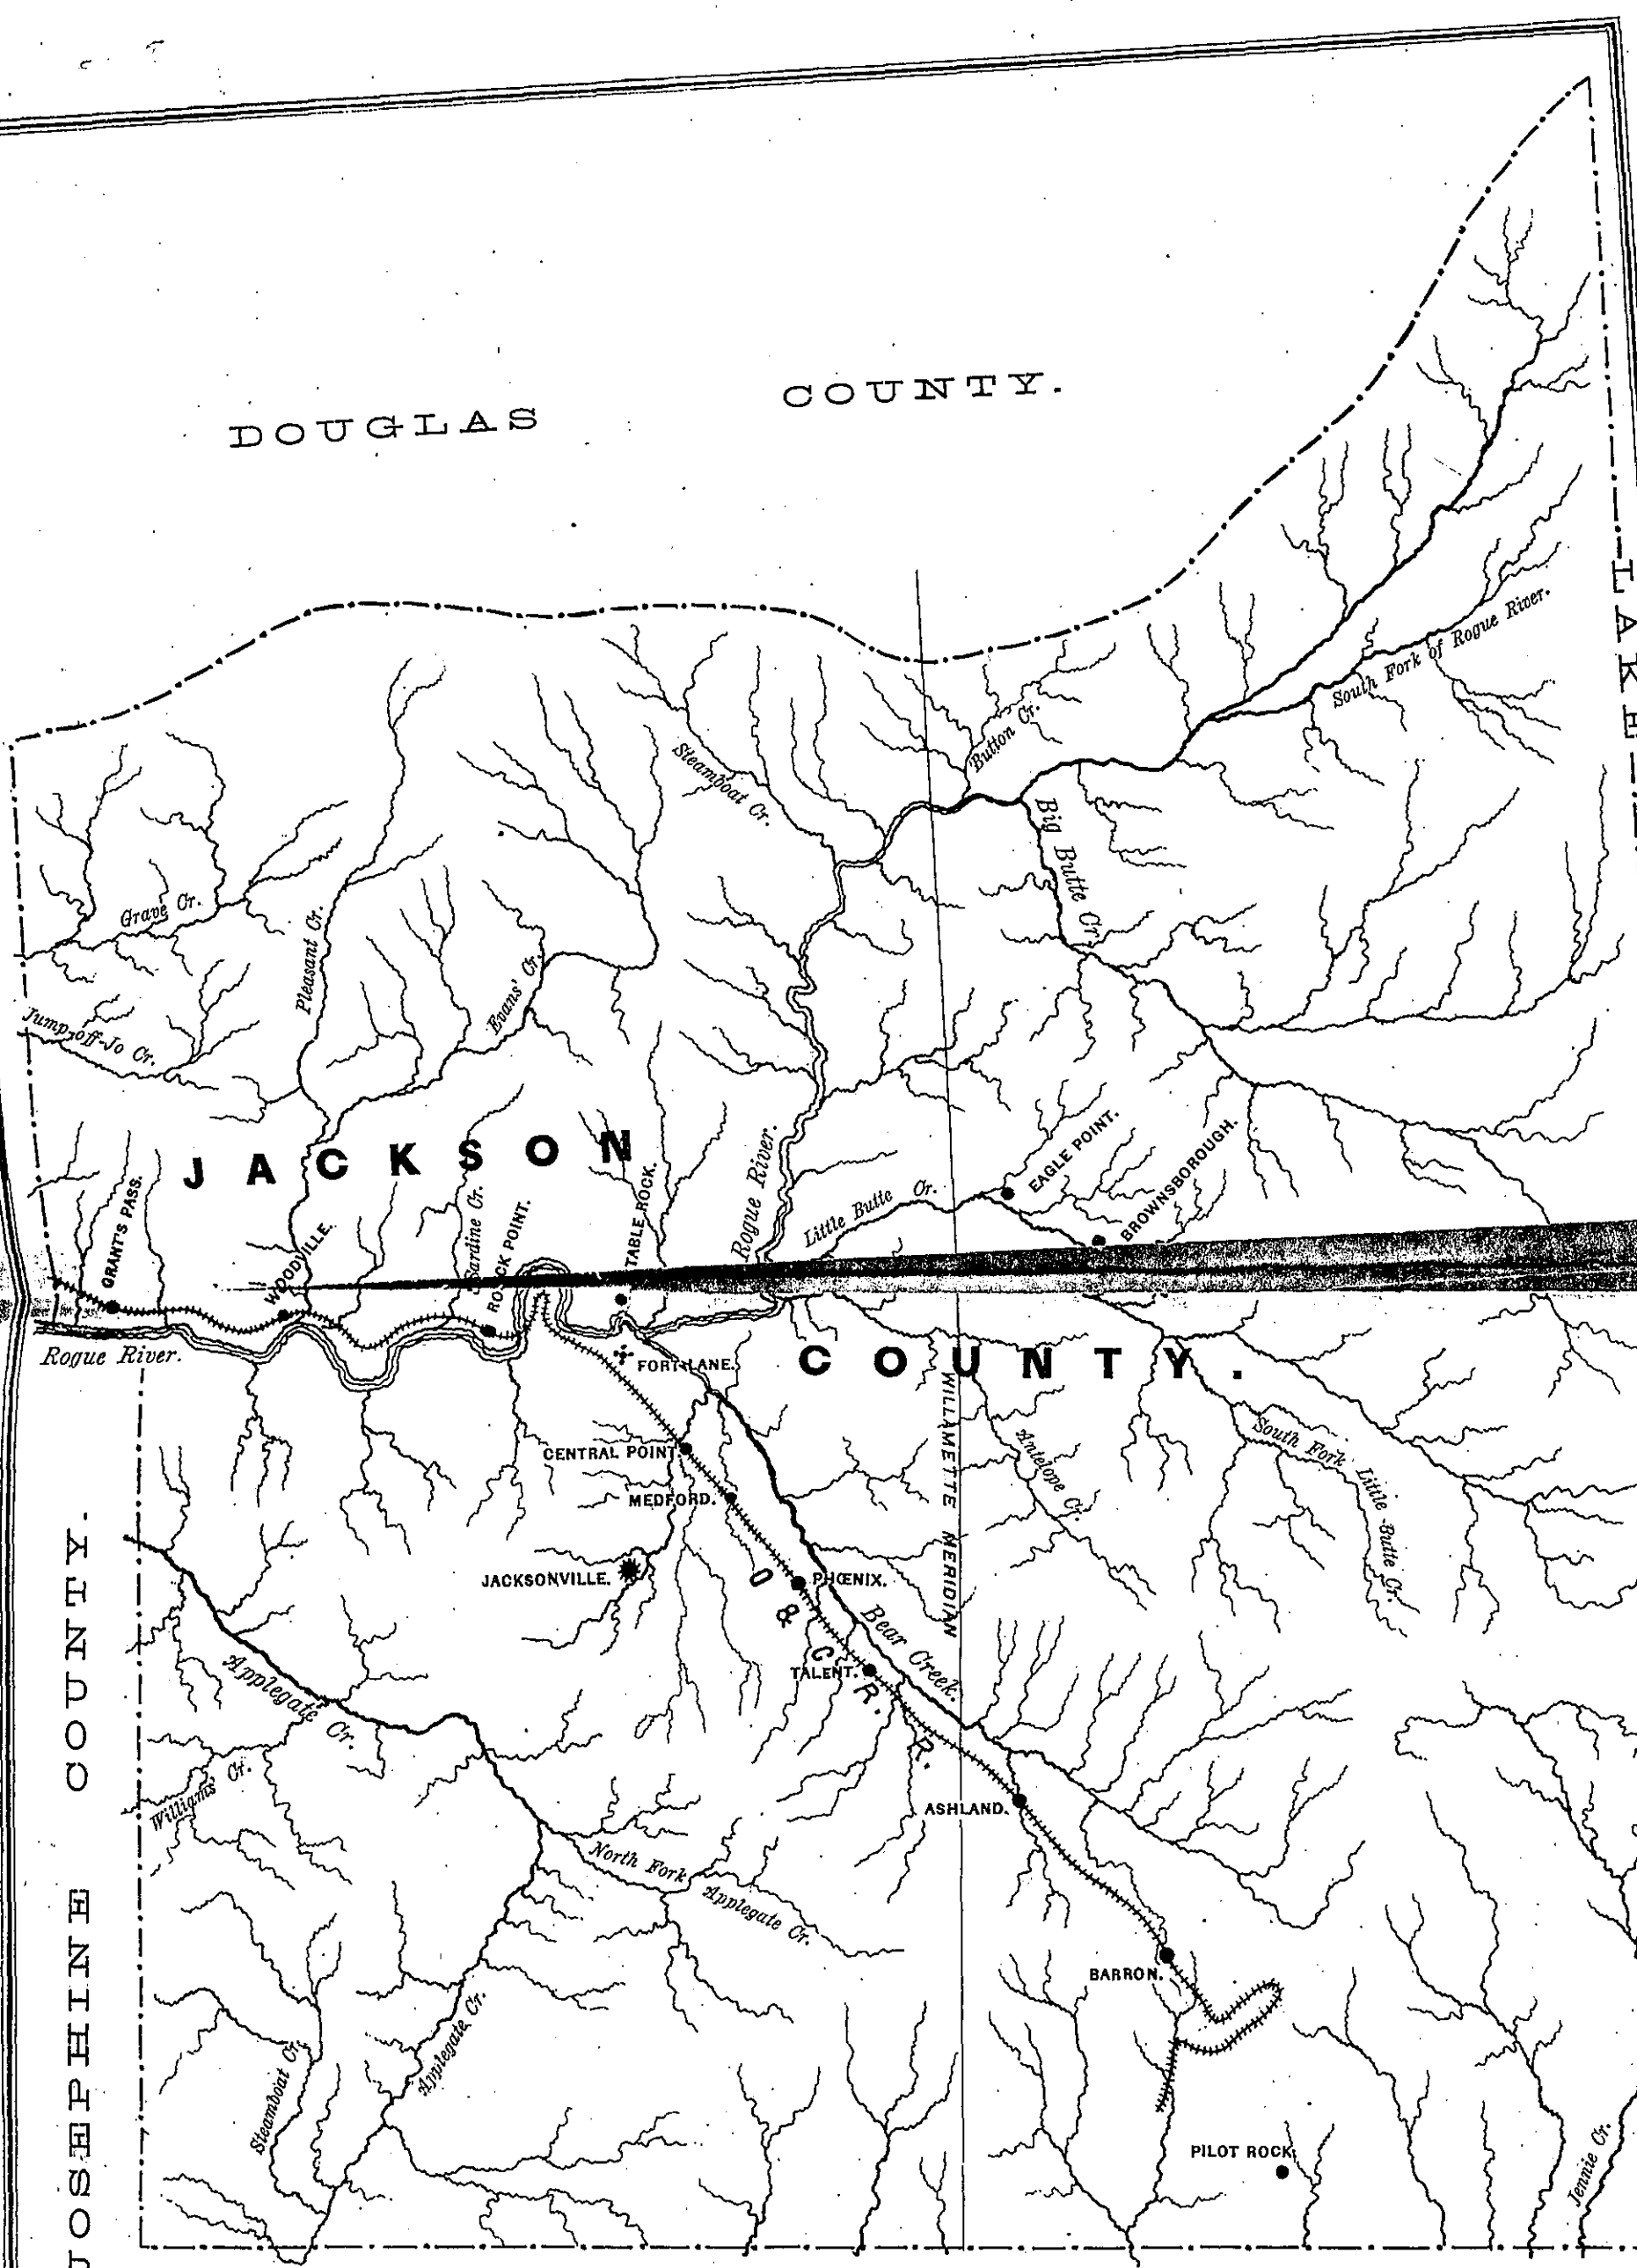 DOUGLAS COUNTY.
LAKE
South Fork of Rogue River.
Button Cr.
Steamboat Cr.
Big Butte Cr.
Grave Cr.
Pleasant Cr.
Evans' Cr.
Jump-off-Jo Cr.
JACKSON
Rogue River.
EAGLE POINT.
BROWNSBOROUGH.
Little Butte Cr.
GRANT'S PASS.
WOODVILLE.
Sardine Cr.
ROCK POINT.
TABLE ROCK.
Rogue River.
FORT LANE.
COUNTY.
CENTRAL POINT.
MEDFORD.
WILLAMETTE MERIDIAN
Antelope Cr.
South Fork Little Butte Cr.
JACKSONVILLE.
PHŒNIX.
O & C. R. R.
Bear Creek.
TALENT.
Applegate Cr.
Williams' Cr.
ASHLAND.
North Fork Applegate Cr.
BARRON.
Applegate Cr.
Steamboat Cr.
PILOT ROCK.
Jennie Cr.
JOSEPHINE COUNTY.